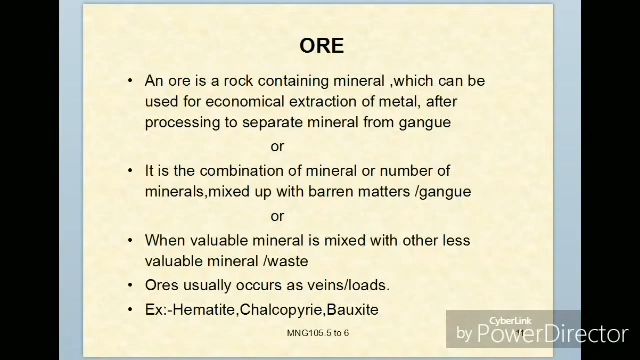 ORE
• An ore is a rock containing mineral ,which can be
used for economical extraction of metal, after
processing to separate mineral from gangue
or
• It is the combination of mineral or number of
minerals,mixed up with barren matters /gangue
or
• When valuable mineral is mixed with other less
valuable mineral /waste
• Ores usually occurs as veins/loads.
• Ex:-Hematite,Chalcopyrie,Bauxite
MNG105.5 to 6
CyberLink
by PowerDirector